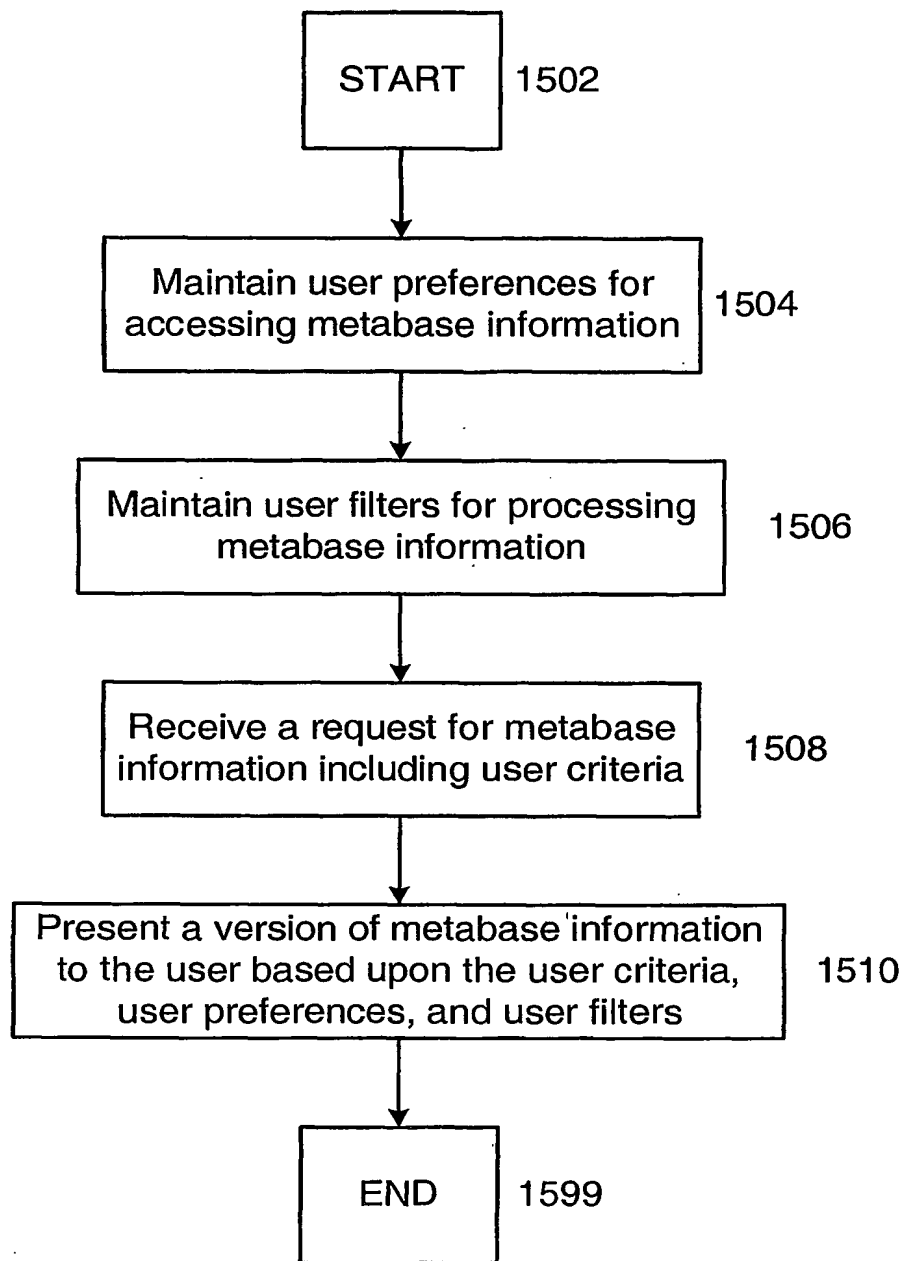 START 1502
Maintain user preferences for
accessing metabase information
1504
Maintain user filters for processing
metabase information
1506
Receive a request for metabase
information including user criteria
1508
Present a version of metabase information
to the user based upon the user criteria,
user preferences, and user filters
1510
END 1599